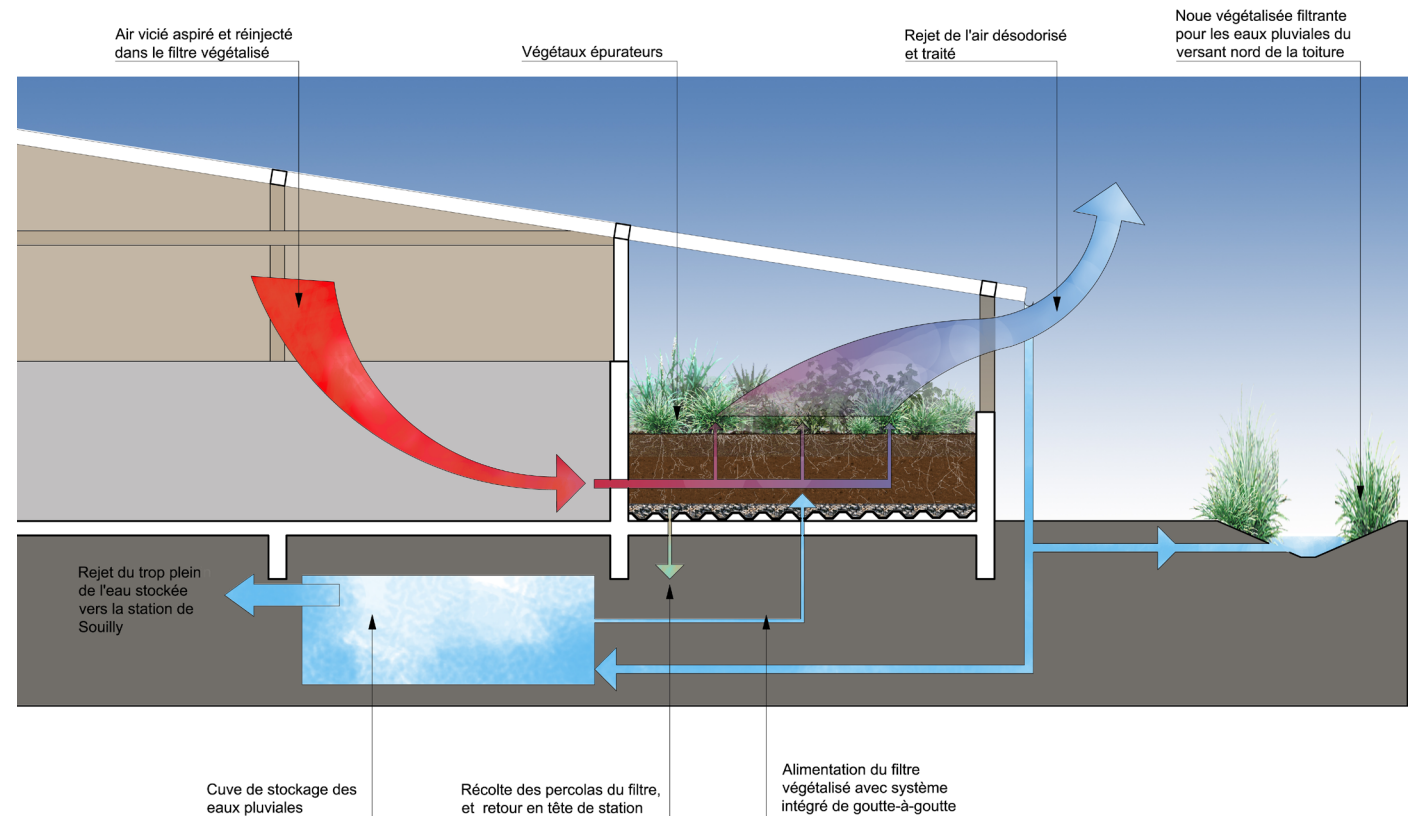 Air vicié aspiré et réinjecté
dans le filtre végétalisé
Végétaux épurateurs
Rejet de l'air désodorisé
et traité
Noue végétalisée filtrante
pour les eaux pluviales du
versant nord de la toiture
Rejet du trop plein
de l'eau stockée
vers la station de
Souilly
Cuve de stockage des
eaux pluviales
Récolte des percolas du filtre,
et retour en tête de station
Alimentation du filtre
végétalisé avec système
intégré de goutte-à-goutte